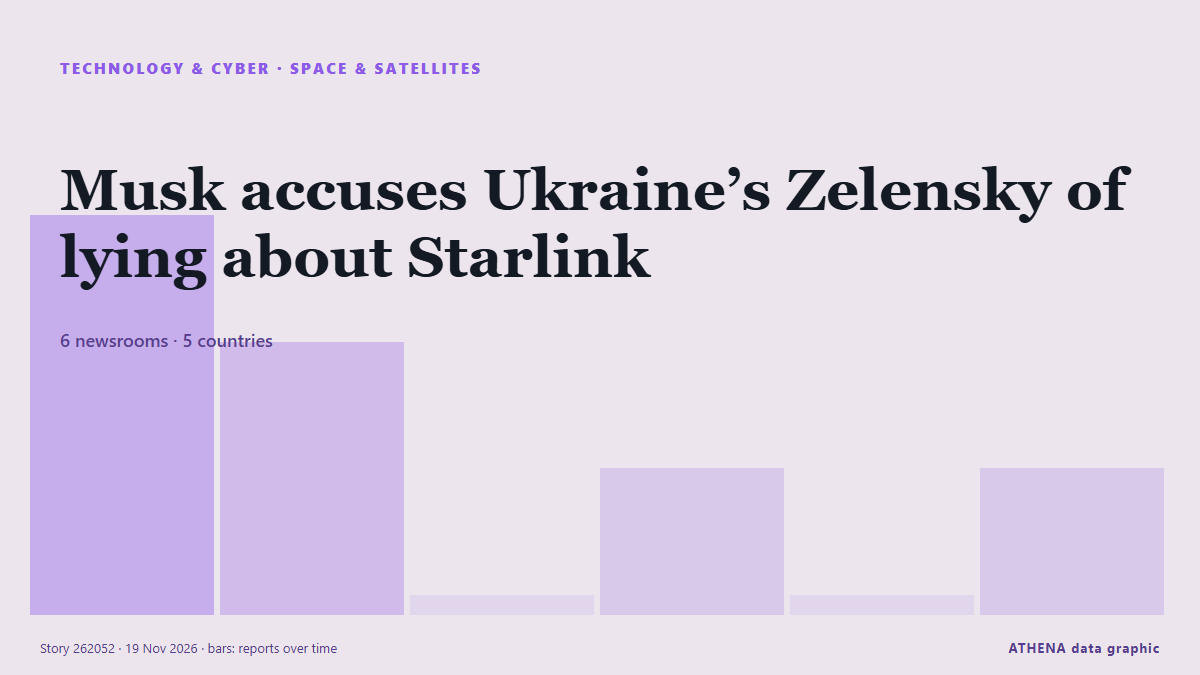 TECHNOLOGY & CYBER · SPACE & SATELLITES
Musk accuses Ukraine’s Zelensky of
lying about Starlink
6 newsrooms · 5 countries
Story 262052 · 19 Nov 2026 · bars: reports over time
ATHENA data graphic